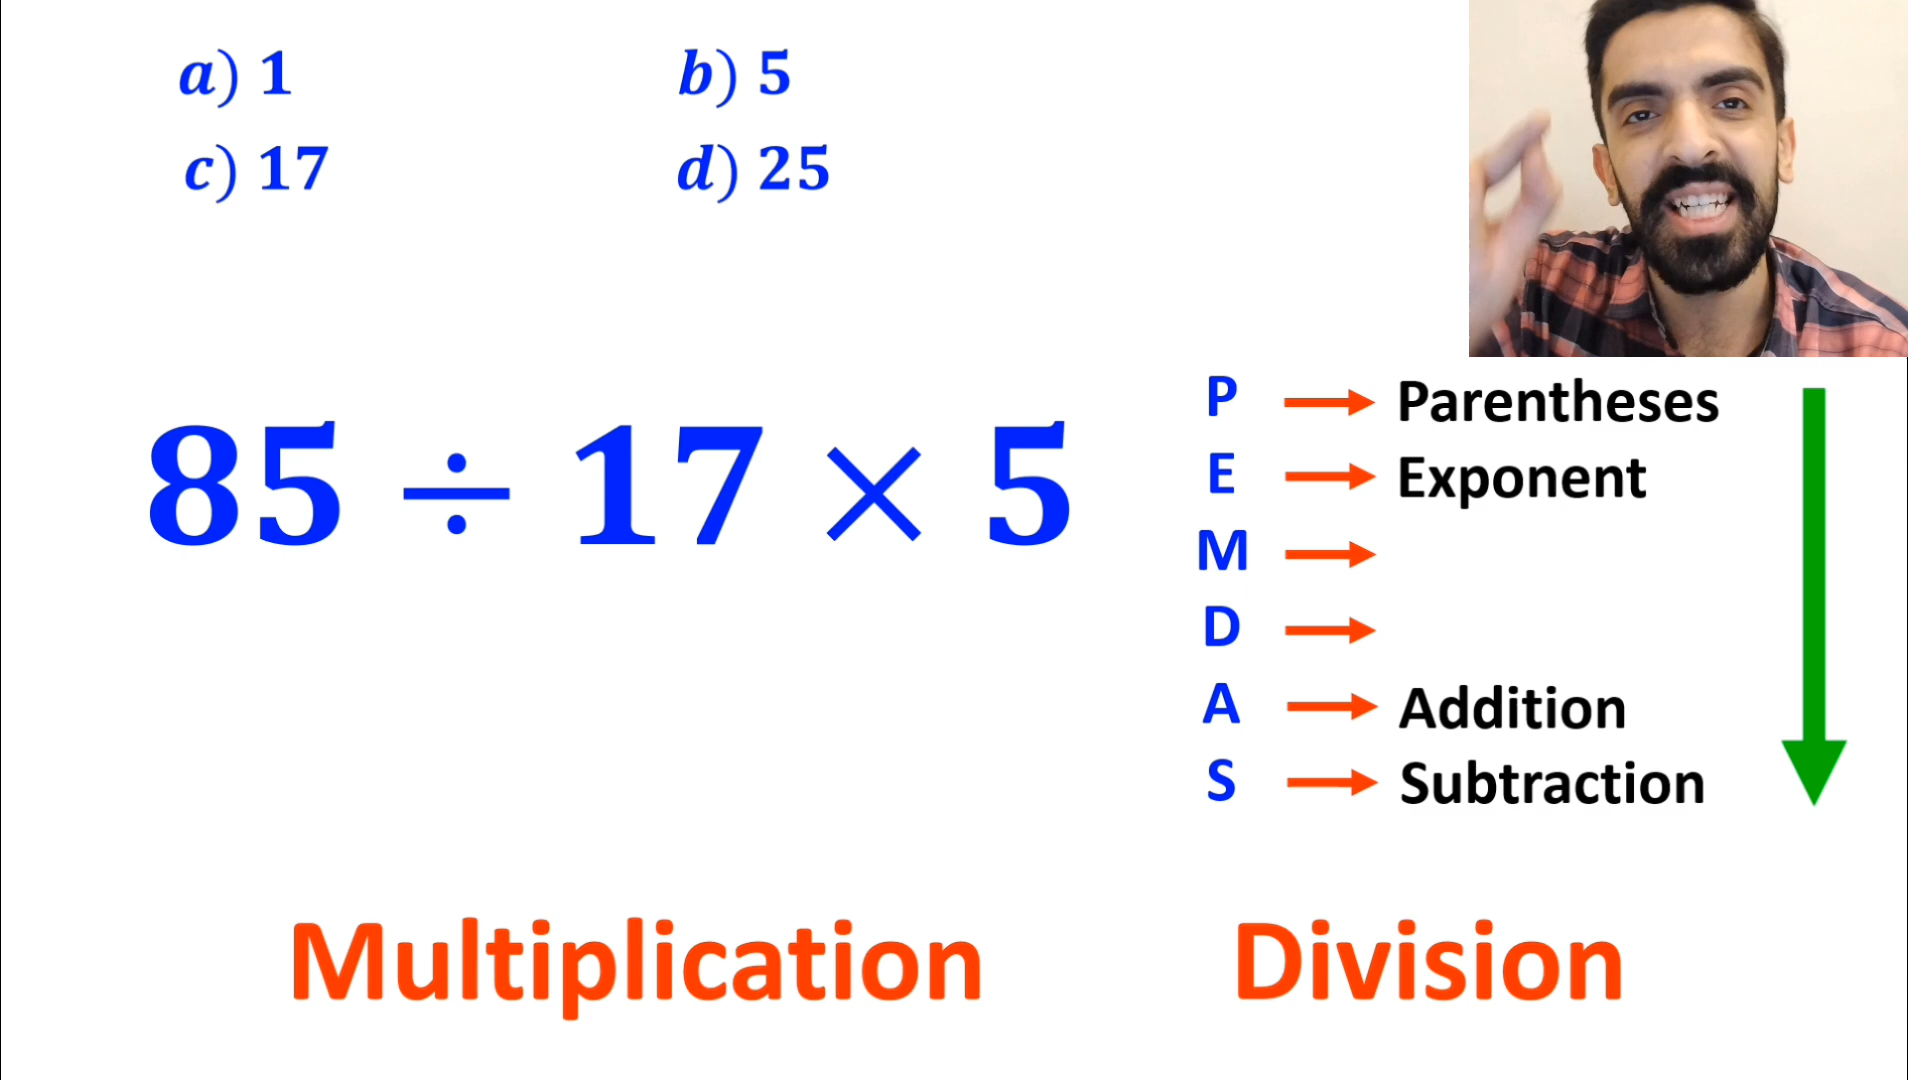 a) 1 b) 5
c) 17 d) 25
85 ÷ 17 × 5
P → Parentheses
E → Exponent
M →
D →
A → Addition
S → Subtraction
Multiplication Division